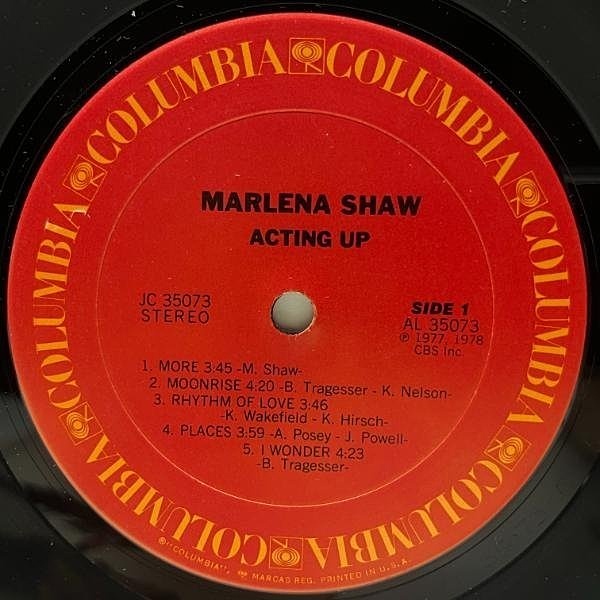 COLUMBIA COLUMBIA COLUMBIA COLUMBIA COLUMBIA COLUMBIA COLUMBIA
MARLENA SHAW
ACTING UP
JC 35073
STEREO
SIDE 1
AL 35073
℗ 1977, 1978
CBS Inc.
1. MORE 3:45 -M. Shaw-
2. MOONRISE 4:20 -B. Tragesser - K. Nelson-
3. RHYTHM OF LOVE 3:46
-K. Wakefield - K. Hirsch-
4. PLACES 3:59 -A. Posey - J. Powell-
5. I WONDER 4:23
-B. Tragesser-
®"COLUMBIA", MARCAS REG. PRINTED IN U.S.A.